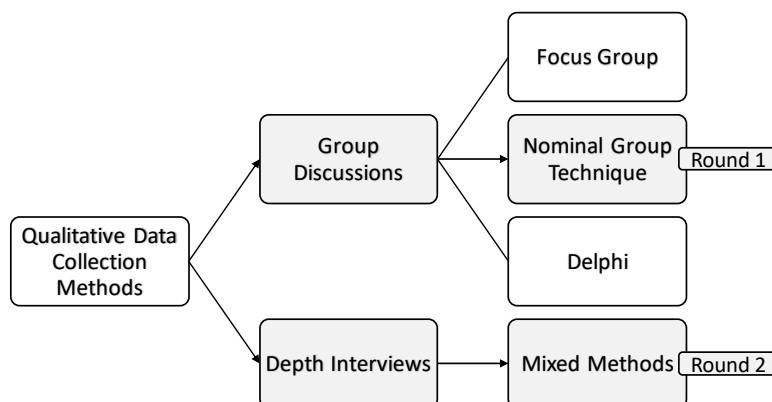 Focus Group
Group
Discussions
Nominal Group
Technique
Round 1
Qualitative Data
Collection
Methods
Delphi
Depth Interviews
Mixed Methods
Round 2